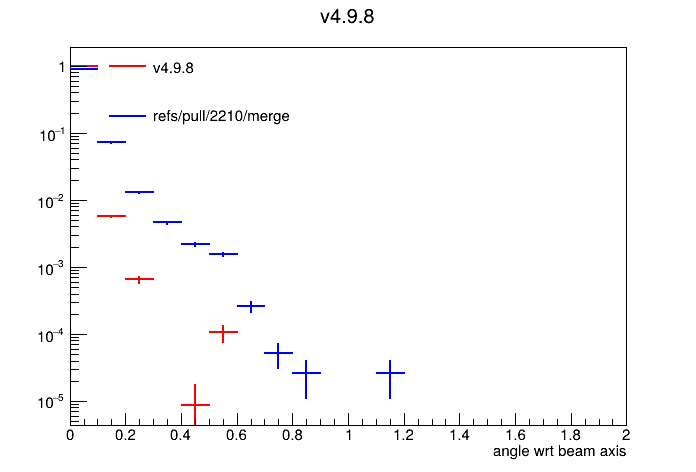 v4.9.8
1
v4.9.8
refs/pull/2210/merge
10⁻¹
10⁻²
10⁻³
10⁻⁴
10⁻⁵
0 0.2 0.4 0.6 0.8 1 1.2 1.4 1.6 1.8 2
angle wrt beam axis